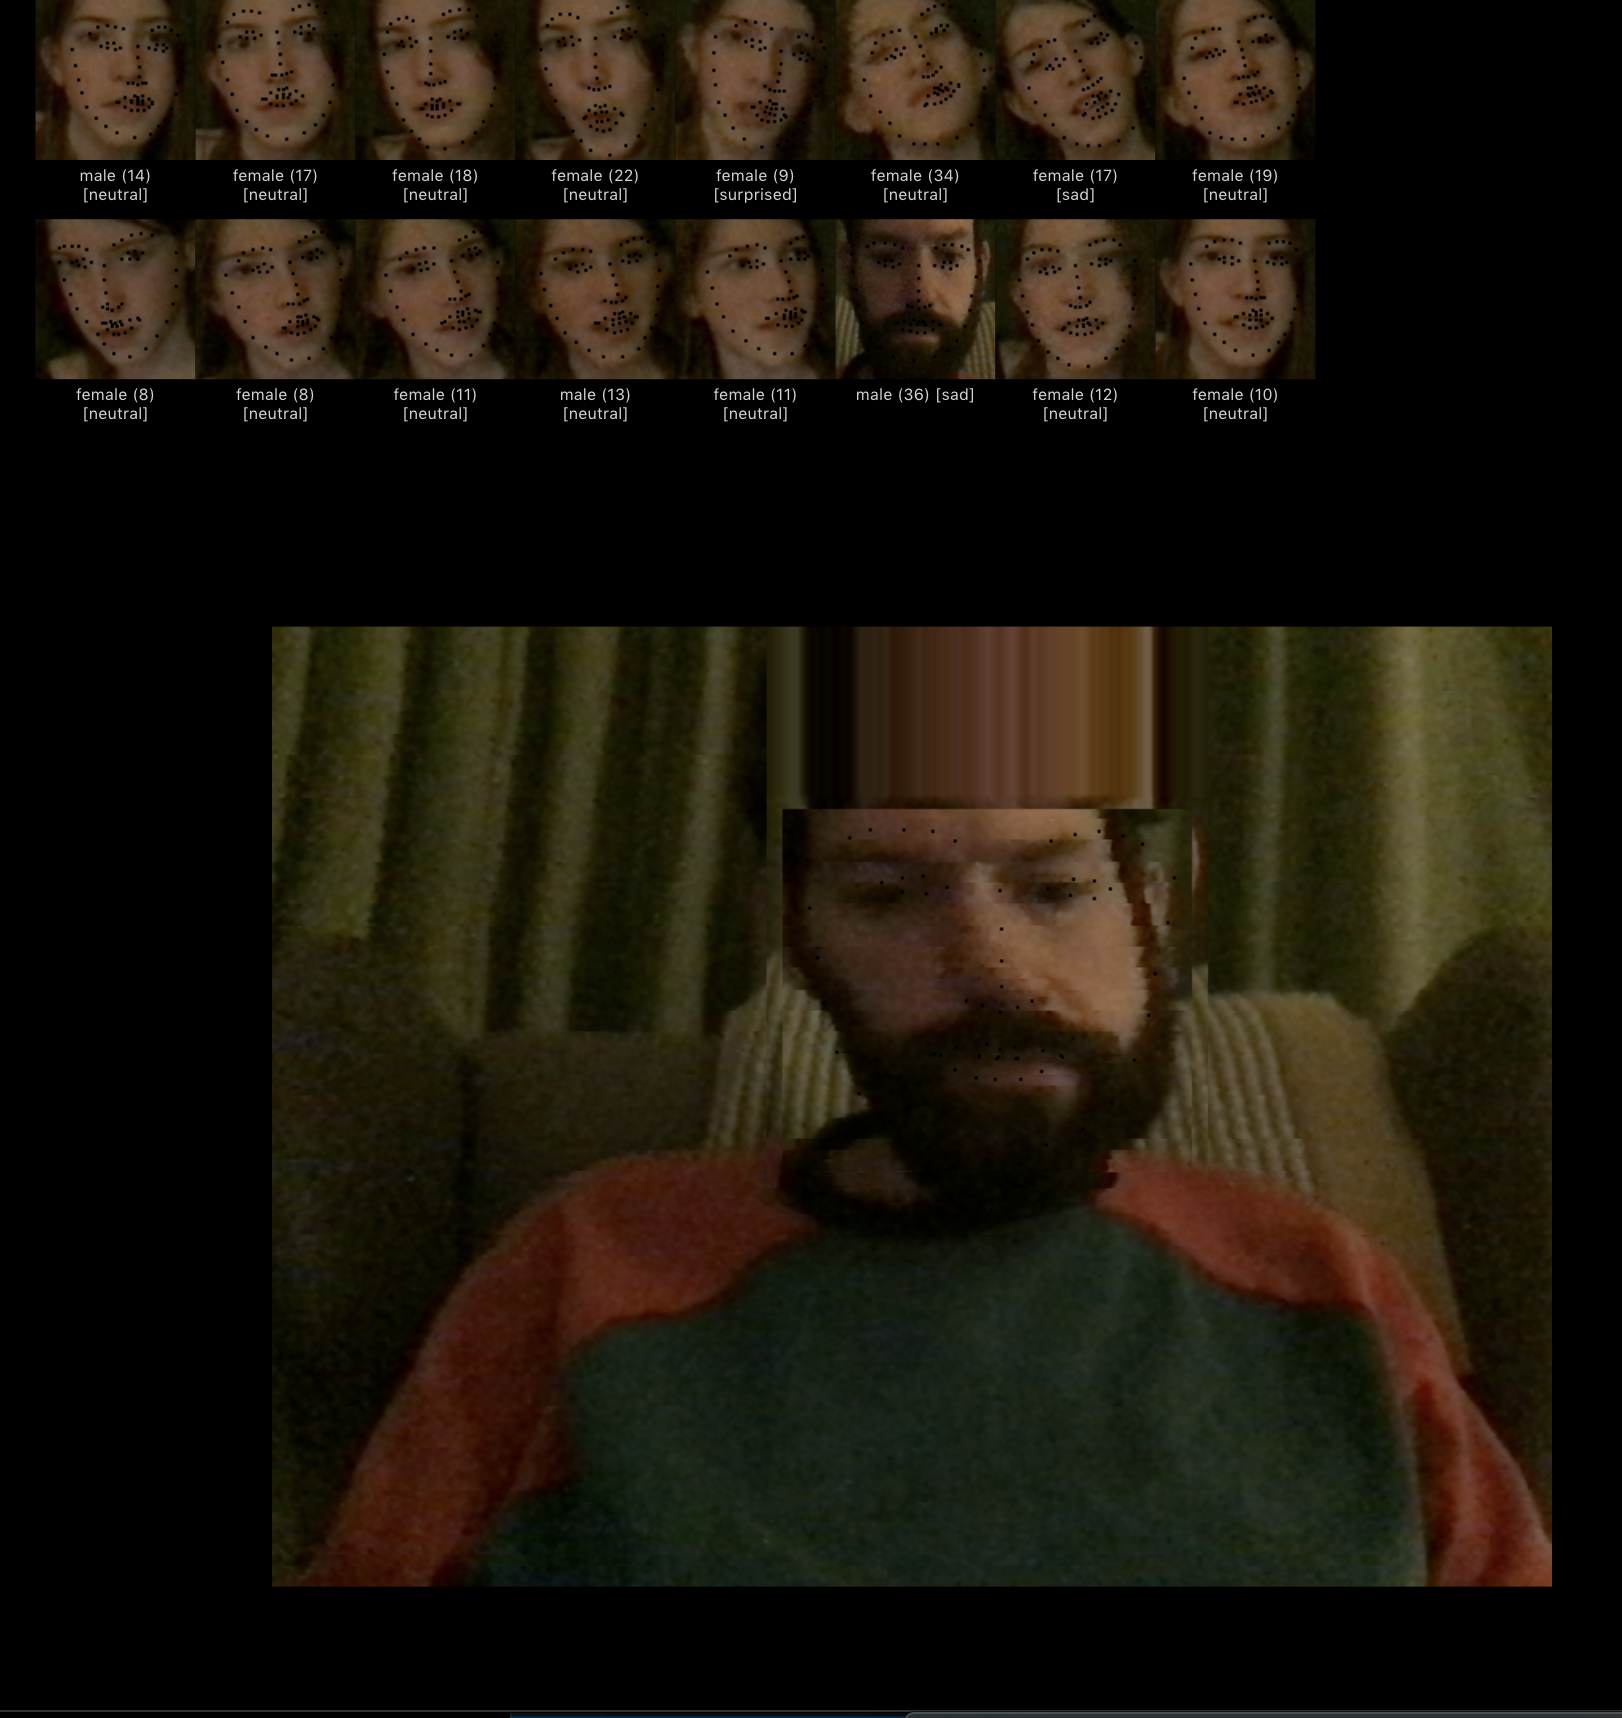 male (14)
[neutral]
female (17)
[neutral]
female (18)
[neutral]
female (22)
[neutral]
female (9)
[surprised]
female (34)
[neutral]
female (17)
[sad]
female (19)
[neutral]
female (8)
[neutral]
female (8)
[neutral]
female (11)
[neutral]
male (13)
[neutral]
female (11)
[neutral]
male (36) [sad]
female (12)
[neutral]
female (10)
[neutral]